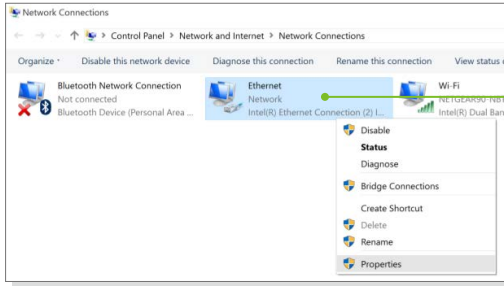 Network Connections
Control Panel > Network and Internet > Network Connections
Organize Disable this network device Diagnose this connection Rename this connection View status
Bluetooth Network Connection
Not connected
Bluetooth Device (Personal Area ...
Ethernet
Network
Intel(R) Ethernet Connection (2) I...
Wi-Fi
Intel(R) Dual Ban
Disable
Status
Diagnose
Bridge Connections
Create Shortcut
Delete
Rename
Properties